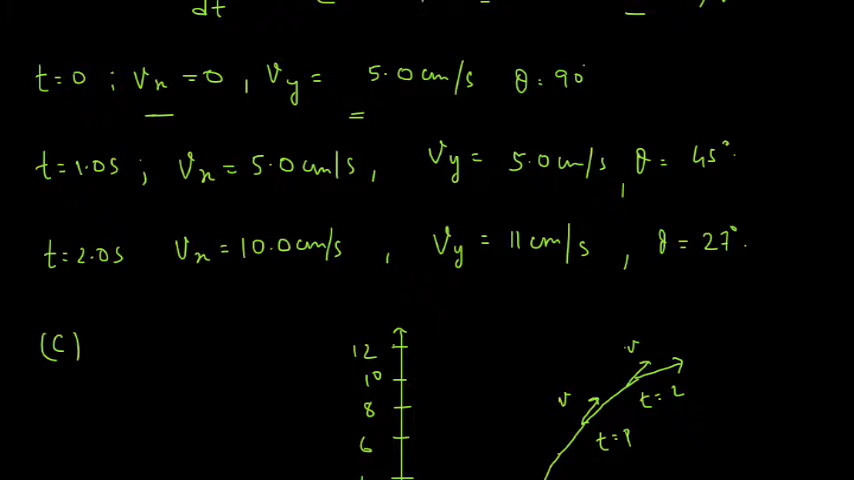 dt
t=0 ; Vx = 0 , Vy = 5.0 cm/s θ = 90°
t=1.0s ; Vx = 5.0 cm/s , Vy = 5.0 cm/s , θ = 45°.
t=2.0s Vx = 10.0 cm/s , Vy = 11 cm/s , θ = 27°.
(C)
12
10
8
6
v
v
t=2
t=1